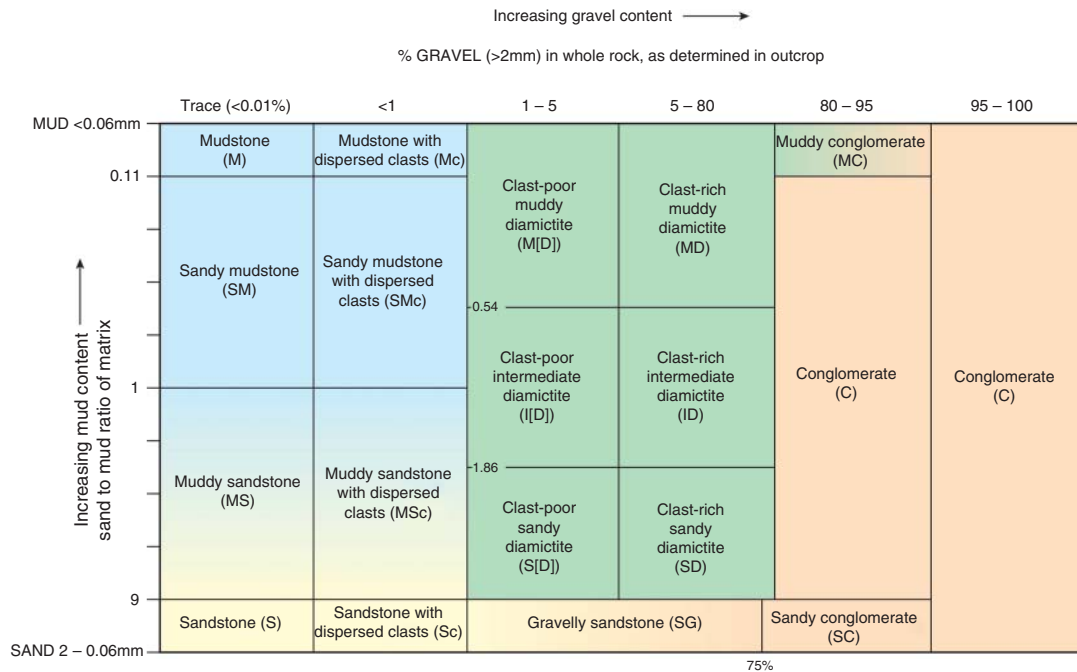 Increasing gravel content
% GRAVEL (>2mm) in whole rock, as determined in outcrop
Trace (<0.01%)
<1
1 – 5
5 – 80
80 – 95
95 – 100
MUD <0.06mm
0.11
1
9
SAND 2 – 0.06mm
Increasing mud content
sand to mud ratio of matrix
Mudstone
(M)
Mudstone with
dispersed clasts (Mc)
Clast-poor
muddy
diamictite
(M[D])
Clast-rich
muddy
diamictite
(MD)
Muddy conglomerate
(MC)
Sandy mudstone
(SM)
Sandy mudstone
with dispersed
clasts (SMc)
0.54
Clast-poor
intermediate
diamictite
(I[D])
Clast-rich
intermediate
diamictite
(ID)
Conglomerate
(C)
Conglomerate
(C)
1.86
Muddy sandstone
(MS)
Muddy sandstone
with dispersed
clasts (MSc)
Clast-poor
sandy
diamictite
(S[D])
Clast-rich
sandy
diamictite
(SD)
Sandstone (S)
Sandstone with
dispersed clasts (Sc)
Gravelly sandstone (SG)
Sandy conglomerate
(SC)
75%